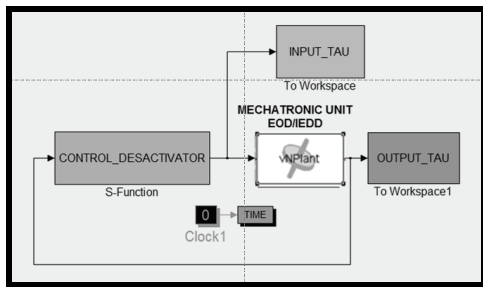 INPUT_TAU
To Workspace
MECHATRONIC UNIT
EOD/IEDD
CONTROL_DESACTIVATOR
vNPlant
OUTPUT_TAU
S-Function
To Workspace1
0
TIME
Clock1